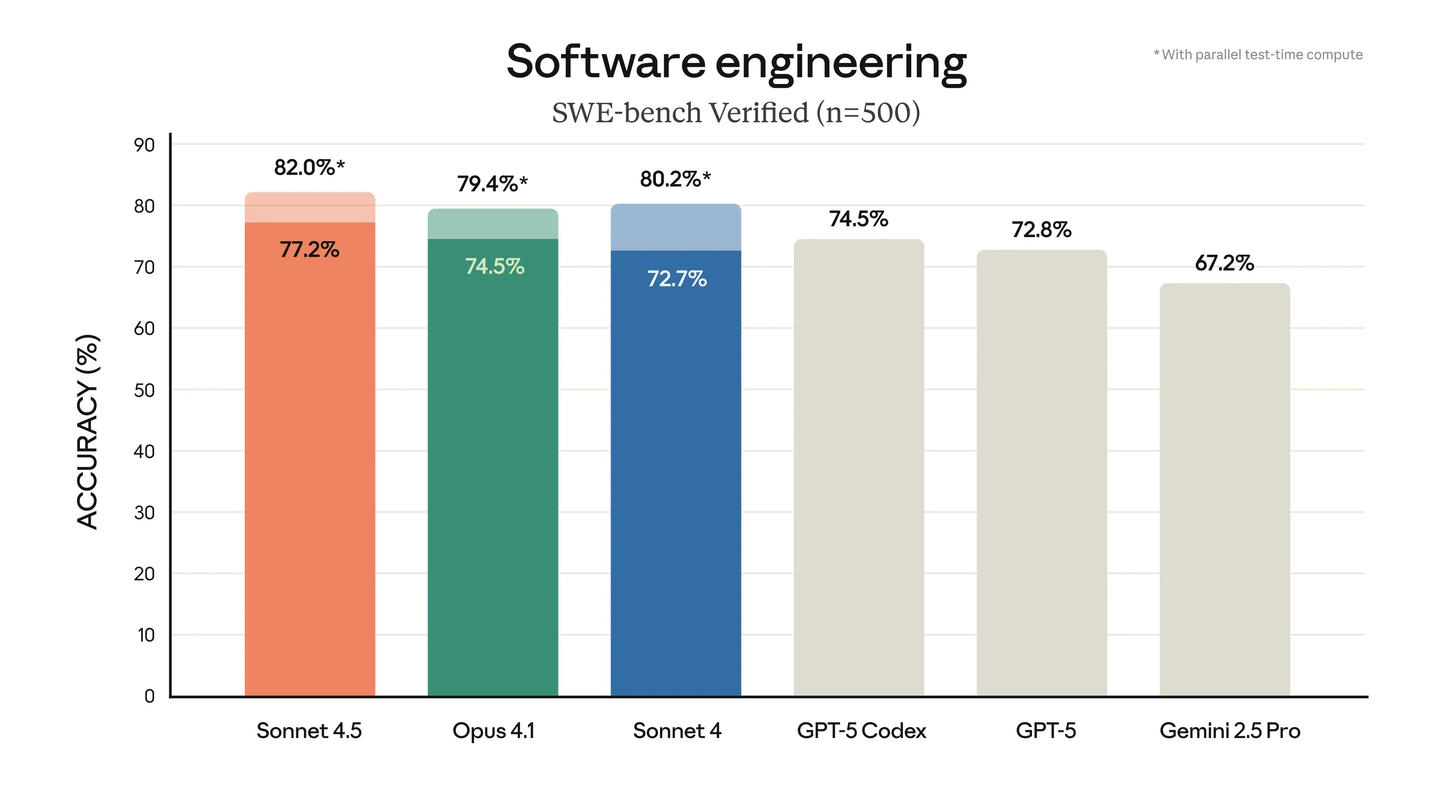 Software engineering
* With parallel test-time compute
SWE-bench Verified (n=500)
ACCURACY (%)
90
80
70
60
50
40
30
20
10
0
82.0%*
77.2%
79.4%*
74.5%
80.2%*
72.7%
74.5%
72.8%
67.2%
Sonnet 4.5
Opus 4.1
Sonnet 4
GPT-5 Codex
GPT-5
Gemini 2.5 Pro